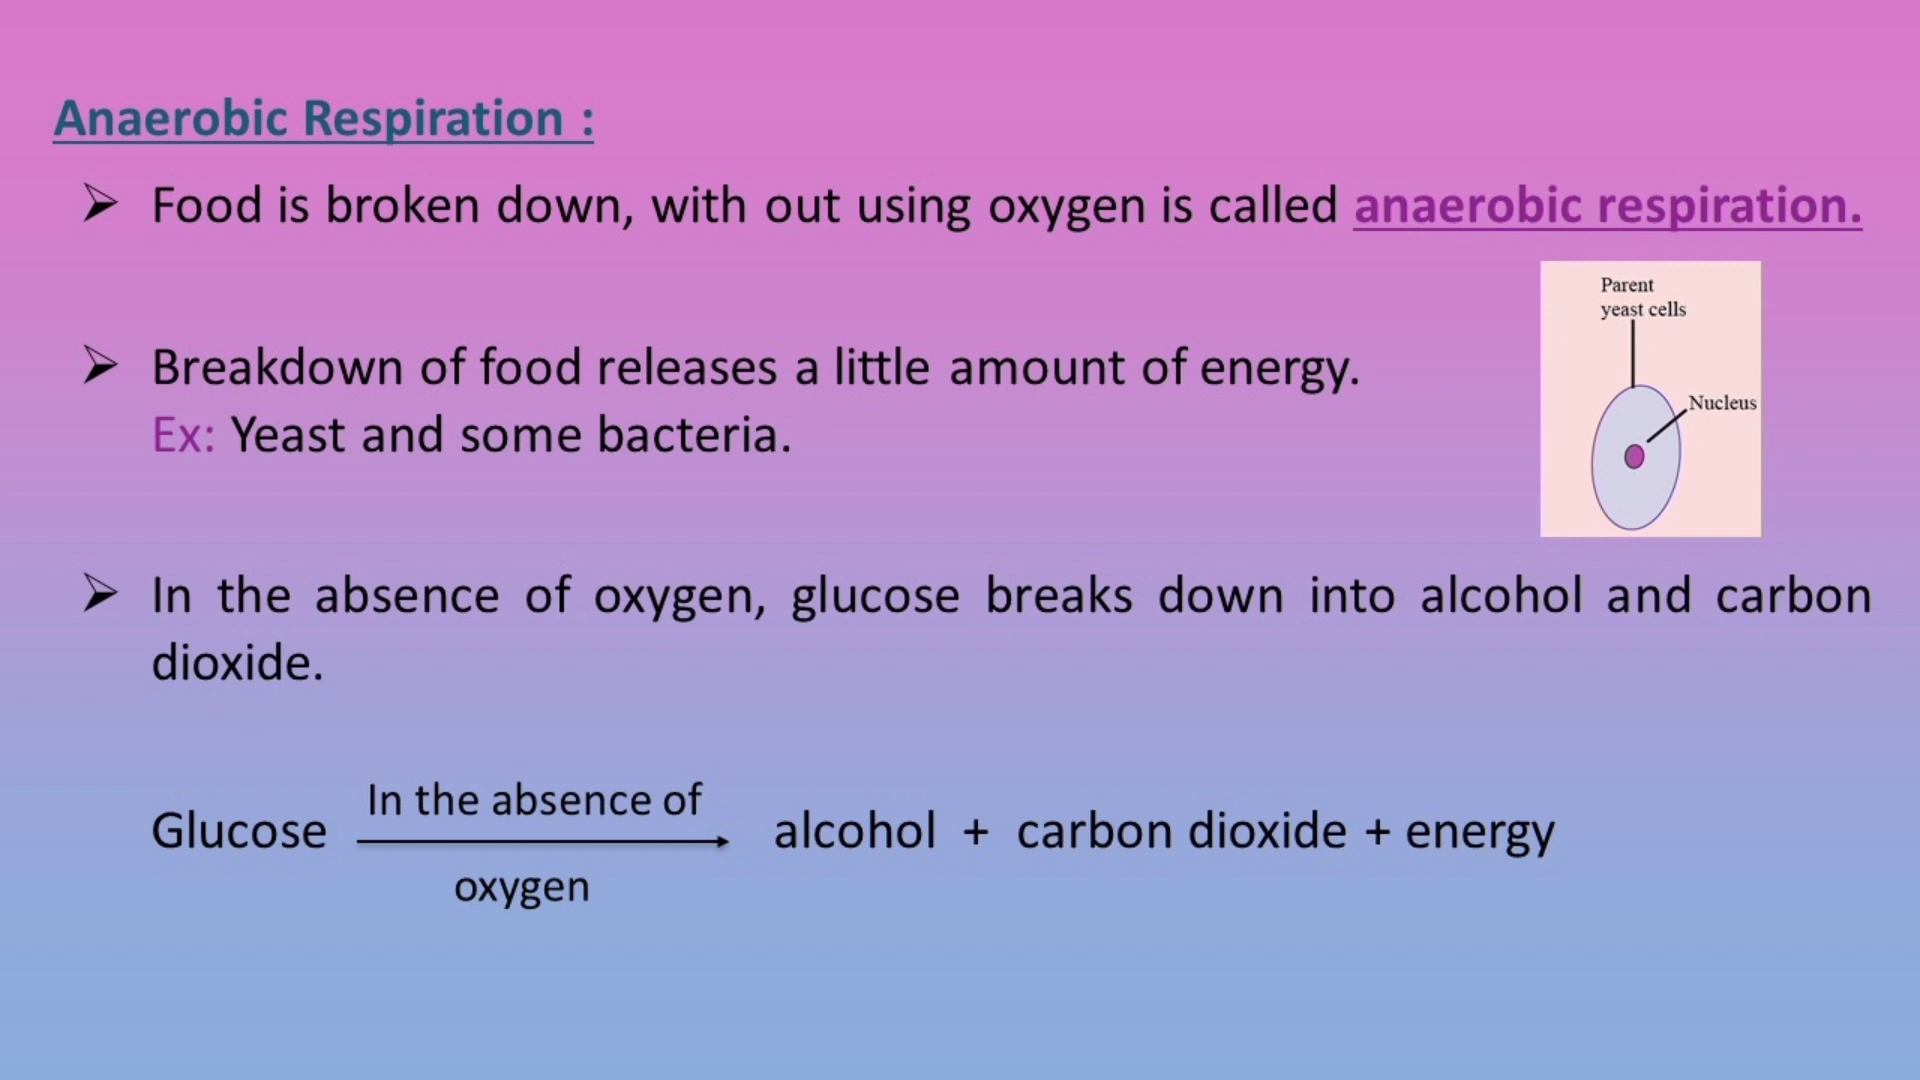 Anaerobic Respiration :
➢ Food is broken down, with out using oxygen is called anaerobic respiration.
Parent
yeast cells
Nucleus
➢ Breakdown of food releases a little amount of energy.
Ex: Yeast and some bacteria.
➢ In the absence of oxygen, glucose breaks down into alcohol and carbon
dioxide.
In the absence of
Glucose → alcohol + carbon dioxide + energy
oxygen